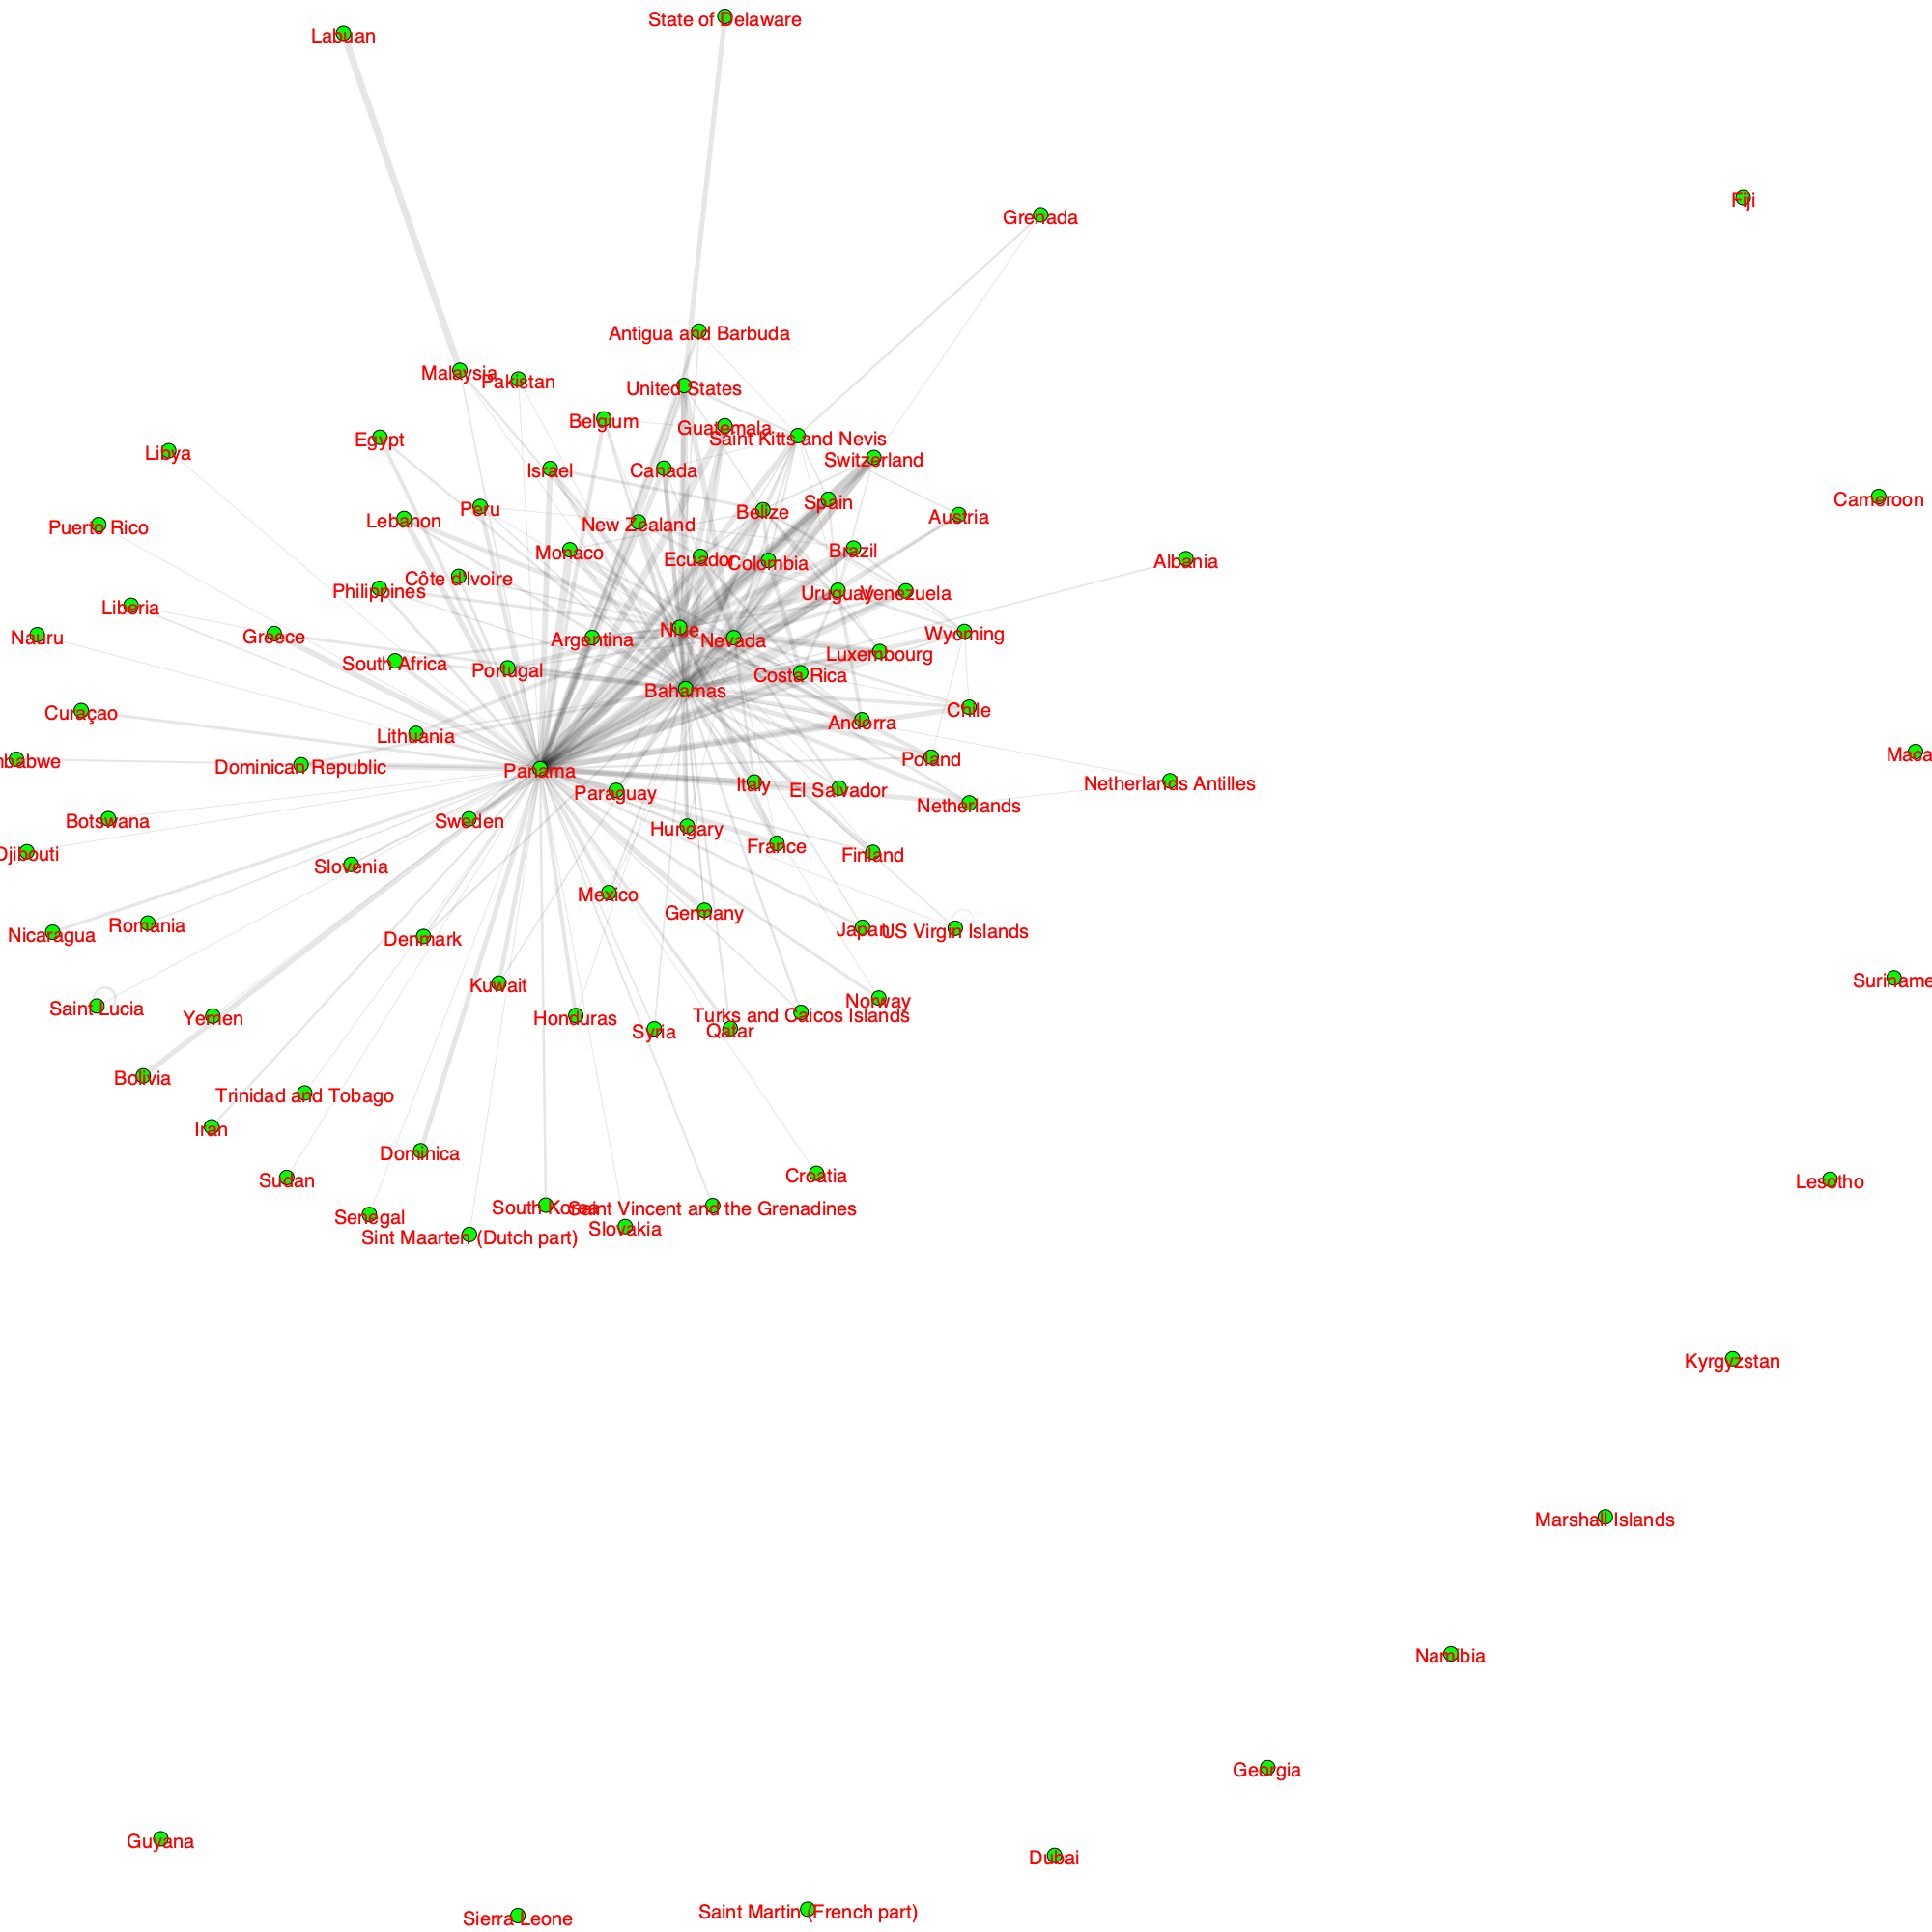 State of Delaware
Labuan
Fiji
Grenada
Antigua and Barbuda
Malaysia
Pakistan
United States
Belgium
Guatemala
Egypt
Saint Kitts and Nevis
Libya
Switzerland
Israel
Canada
Cameroon
Spain
Peru
Belize
Austria
Lebanon
New Zealand
Puerto Rico
Monaco
Brazil
Ecuador
Colombia
Albania
Côte d'Ivoire
Philippines
Uruguay
Venezuela
Liberia
Niue
Wyoming
Nauru
Greece
Argentina
Nevada
Luxembourg
South Africa
Portugal
Costa Rica
Bahamas
Chile
Curaçao
Andorra
Lithuania
Maca
Poland
nbabwe
Dominican Republic
Panama
Netherlands Antilles
Italy
El Salvador
Paraguay
Netherlands
Botswana
Sweden
Hungary
France
Djibouti
Finland
Slovenia
Mexico
Germany
Romania
Japan
US Virgin Islands
Nicaragua
Denmark
Suriname
Kuwait
Norway
Saint Lucia
Turks and Caicos Islands
Yemen
Honduras
Syria
Qatar
Bolivia
Trinidad and Tobago
Iran
Dominica
Croatia
Sudan
Lesotho
South Korea
Saint Vincent and the Grenadines
Senegal
Slovakia
Sint Maarten (Dutch part)
Kyrgyzstan
Marshall Islands
Namibia
Georgia
Guyana
Dubai
Saint Martin (French part)
Sierra Leone